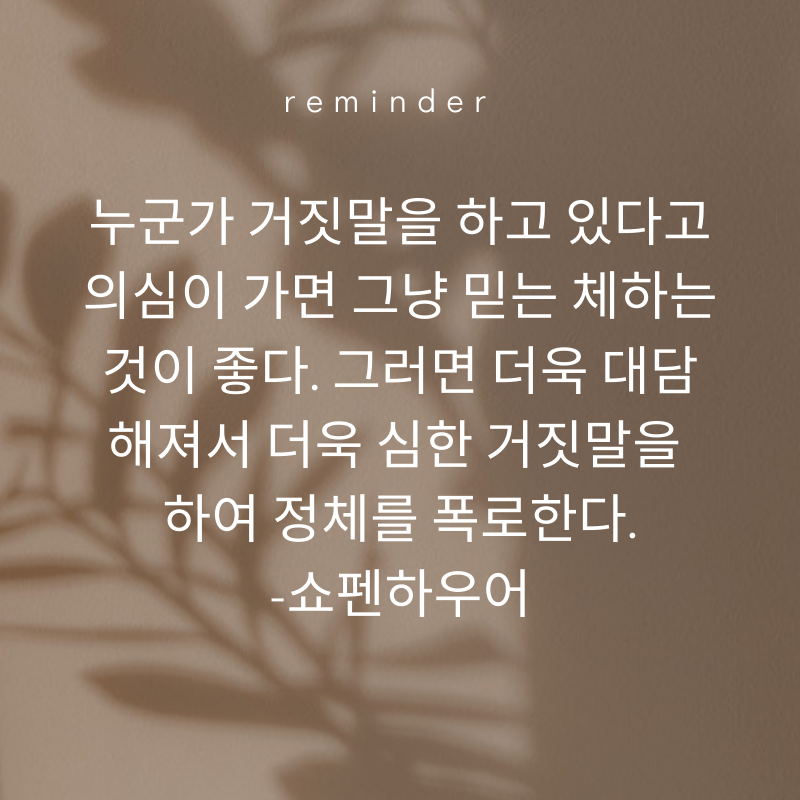 reminder
누군가 거짓말을 하고 있다고
의심이 가면 그냥 믿는 체하는
것이 좋다. 그러면 더욱 대담
해져서 더욱 심한 거짓말을
하여 정체를 폭로한다.
-쇼펜하우어